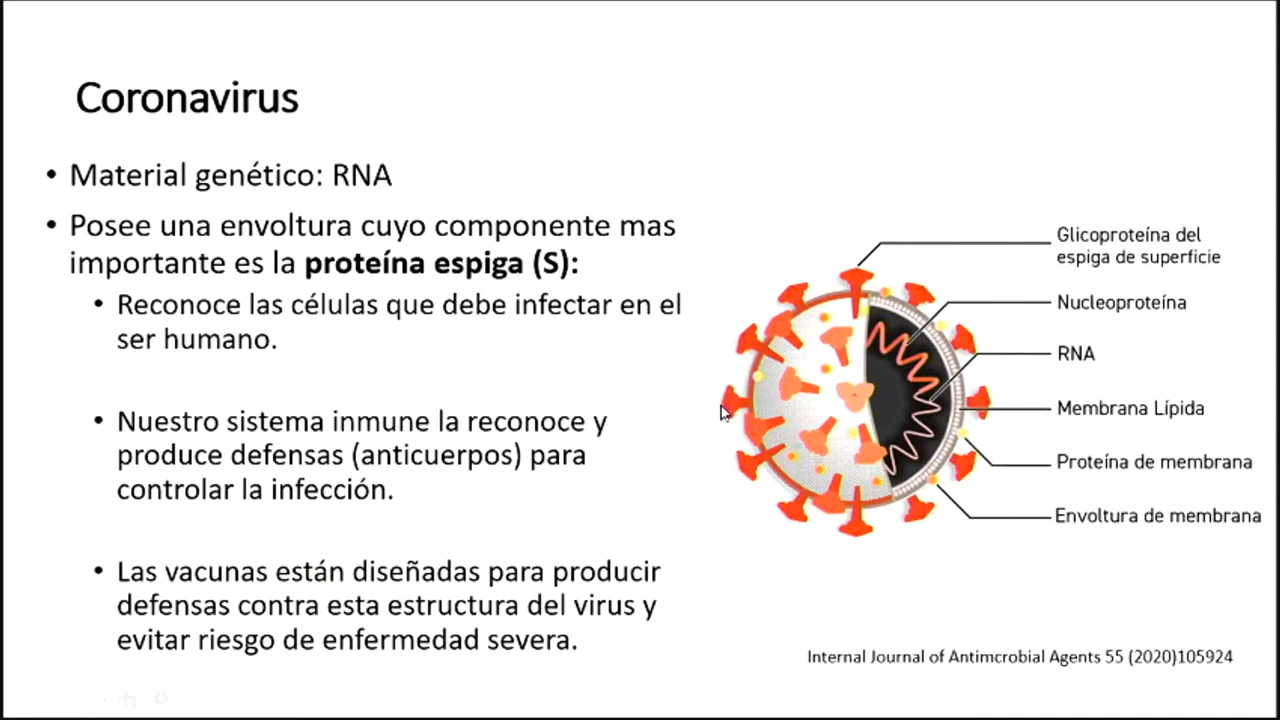 Coronavirus
• Material genético: RNA
• Posee una envoltura cuyo componente mas
importante es la proteína espiga (S):
• Reconoce las células que debe infectar en el
ser humano.
• Nuestro sistema inmune la reconoce y
produce defensas (anticuerpos) para
controlar la infección.
• Las vacunas están diseñadas para producir
defensas contra esta estructura del virus y
evitar riesgo de enfermedad severa.
Glicoproteína del
espiga de superficie
Nucleoproteína
RNA
Membrana Lípida
Proteína de membrana
Envoltura de membrana
Internal Journal of Antimcrobial Agents 55 (2020)105924